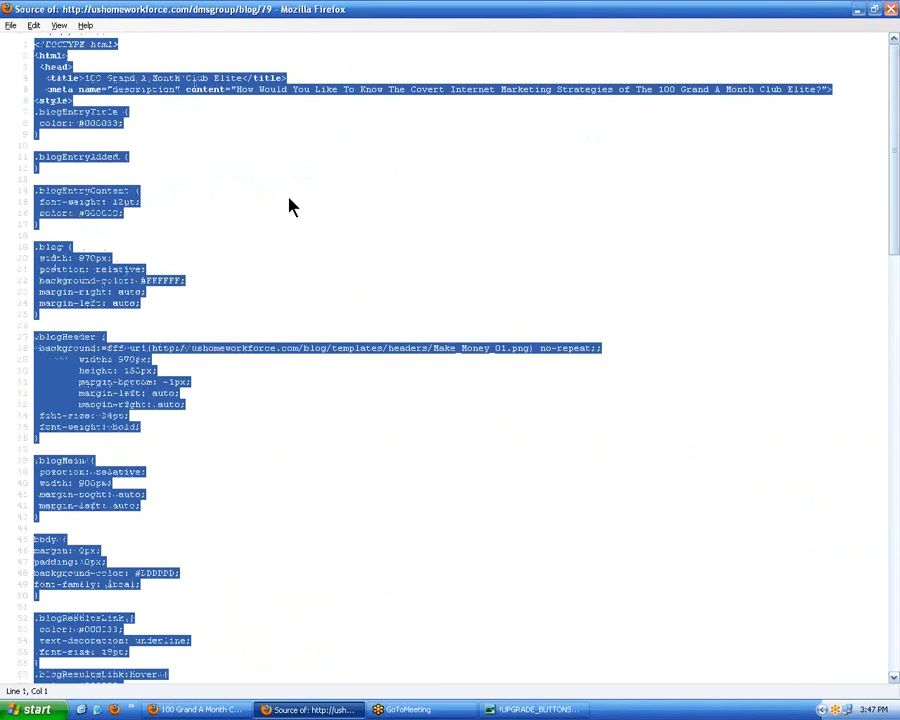 Source of: http://ushomeworkforce.com/dmsgroup/blog/79 - Mozilla Firefox
File Edit View Help
<!DOCTYPE html>
<html>
<head>
<title>100 Grand A Month Club Elite</title>
<meta name="description" content="How Would You Like To Know The Covert Internet Marketing Strategies of The 100 Grand A Month Club Elite?">
<style>
.blogEntryTitle {
color:
}
.blogEntryAdded {
}
.blogEntryContent {
font-weight: 12pt;
color:
}
.blog {
width: 970px;
position: relative;
background-color: #FFFFFF;
margin-right: auto;
margin-left: auto;
}
.blogHeader {
background:#fff url(http://ushomeworkforce.com/blog/templates/headers/Make_Money_01.png) no-repeat;;
width: 970px;
height: 150px;
margin-bottom: -1px;
margin-left: auto;
margin-right: auto;
font-size: 24pt;
font-weight: bold;
}
.blogMain {
position: relative;
width:
auto;
margin-left: auto;
}
body {
margin: 0px;
padding: 0px;
background-color: #DDDDDD;
font-family: Arial;
}
.blogResultsLink {
color:
text-decoration: underline;
font-size:
}
.blogResultsLink:Hover {
Line 1, Col 1
start
»
100 Grand A Month C...
Source of: http://ush...
GoToMeeting
!UPGRADE_BUTTONS...
3:47 PM